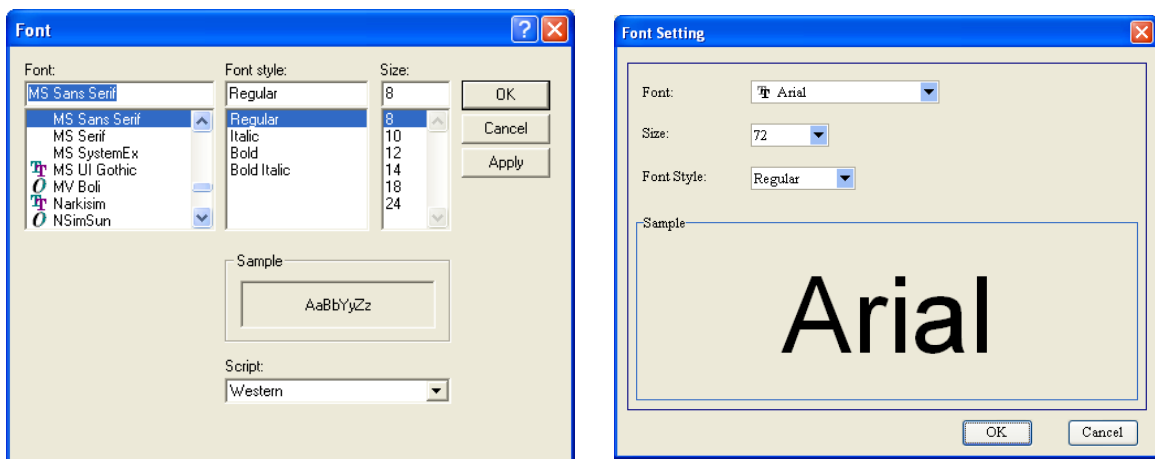 Font
Font:
MS Sans Serif
MS Sans Serif
MS Serif
MS SystemEx
MS UI Gothic
MV Boli
Narkisim
NSimSun
Font style:
Regular
Regular
Italic
Bold
Bold Italic
Size:
8
8
10
12
14
18
24
OK
Cancel
Apply
Sample
AaBbYyZz
Script:
Western
Font Setting
Font:
Arial
Size:
72
Font Style:
Regular
Sample
Arial
OK
Cancel